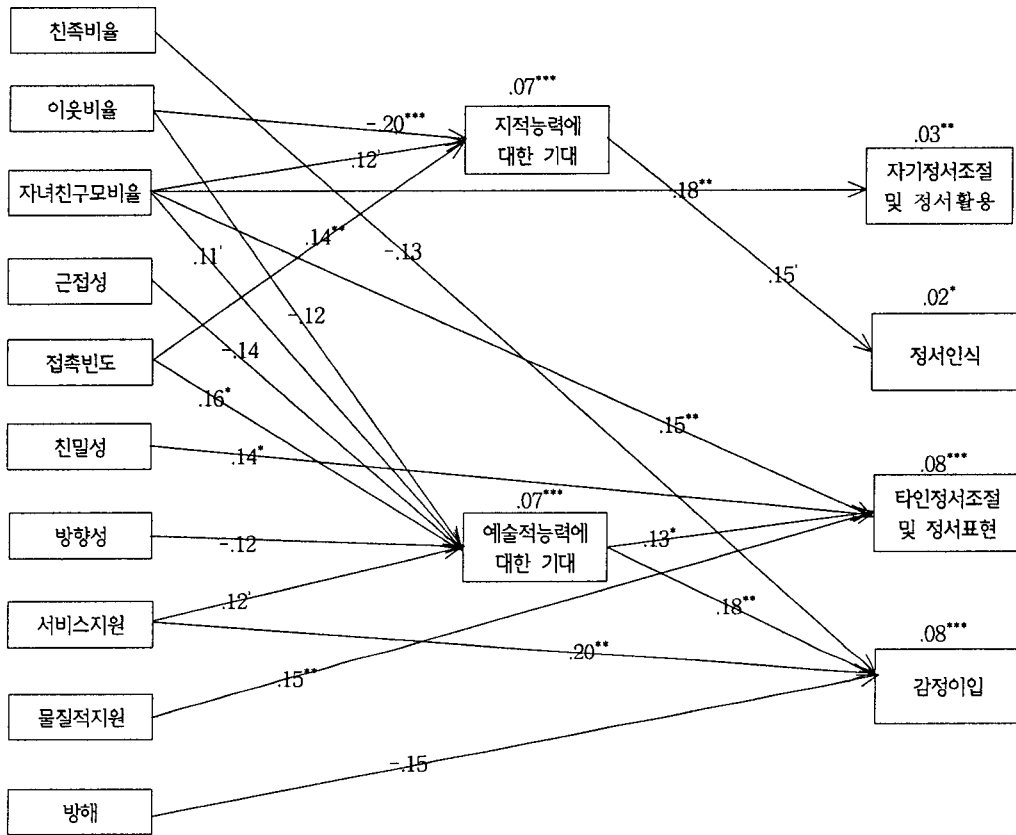 친족비율
이웃비율
자녀친구모비율
근접성
접촉빈도
친밀성
방향성
서비스지원
물질적지원
방해
.07***
지적능력에
대한 기대
.07***
예술적능력에
대한 기대
.03**
자기정서조절
및 정서활용
.02*
정서인식
.08***
타인정서조절
및 정서표현
.08***
감정이입
-.20***
.12'
.14**
.11'
-.12
-.14
.16*
.14*
-.12
.12'
.15**
-.13
.18**
.15'
.15**
.13*
.18**
.20**
-.15